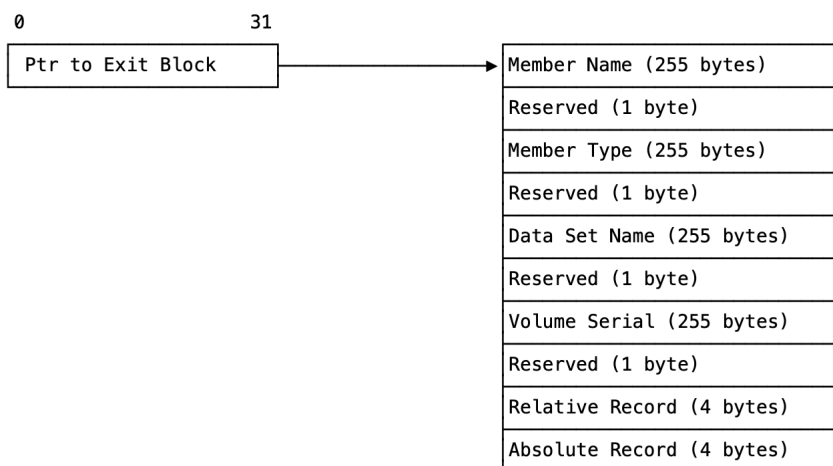 0 31
Ptr to Exit Block
Member Name (255 bytes)
Reserved (1 byte)
Member Type (255 bytes)
Reserved (1 byte)
Data Set Name (255 bytes)
Reserved (1 byte)
Volume Serial (255 bytes)
Reserved (1 byte)
Relative Record (4 bytes)
Absolute Record (4 bytes)